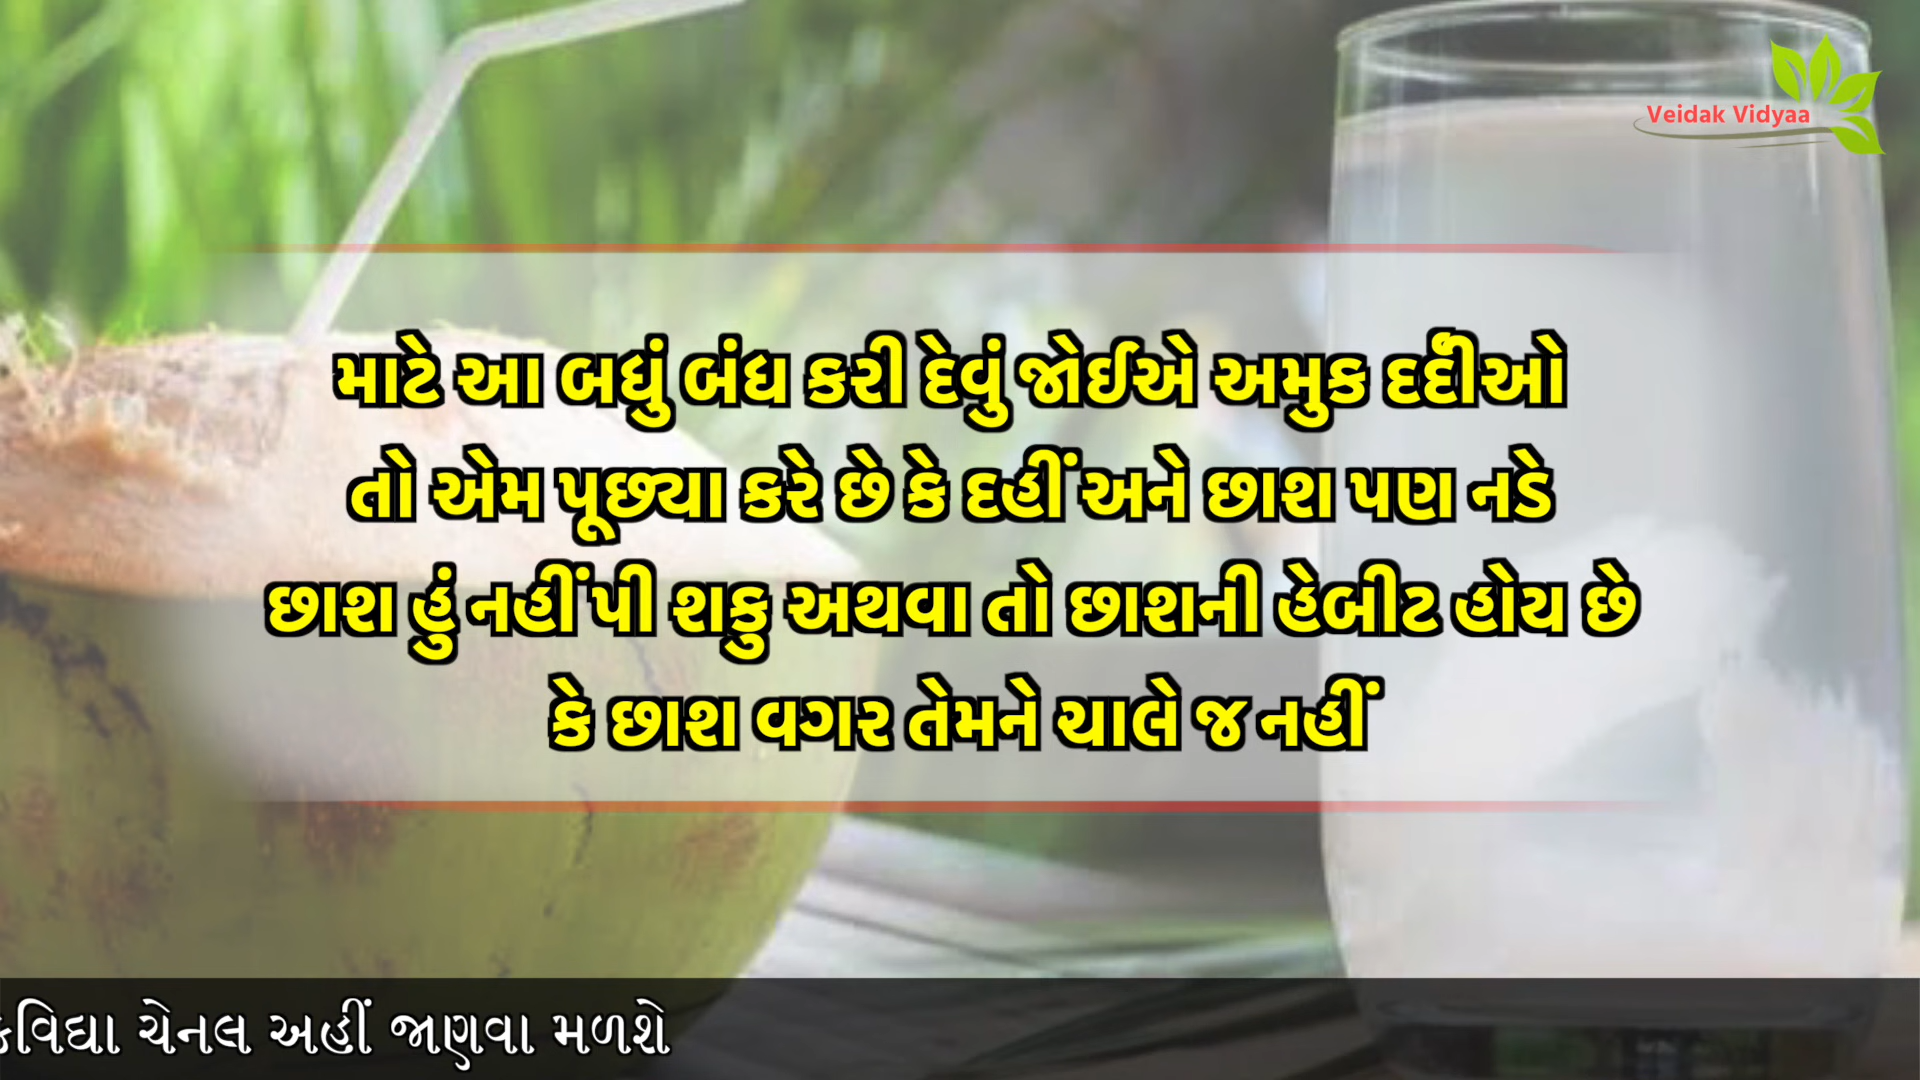 Veidak Vidyaa
માટે આ બધું બંધ કરી દેવું જોઈએ અમુક દર્દીઓ
તો એમ પૂછ્યા કરે છે કે દહીં અને છાશ પણ નડે
છાશ હું નહીં પી શકુ અથવા તો છાશની હેબીટ હોય છે
કે છાશ વગર તેમને ચાલે જ નહીં
ચેનલ અહીં જાણવા મળશે